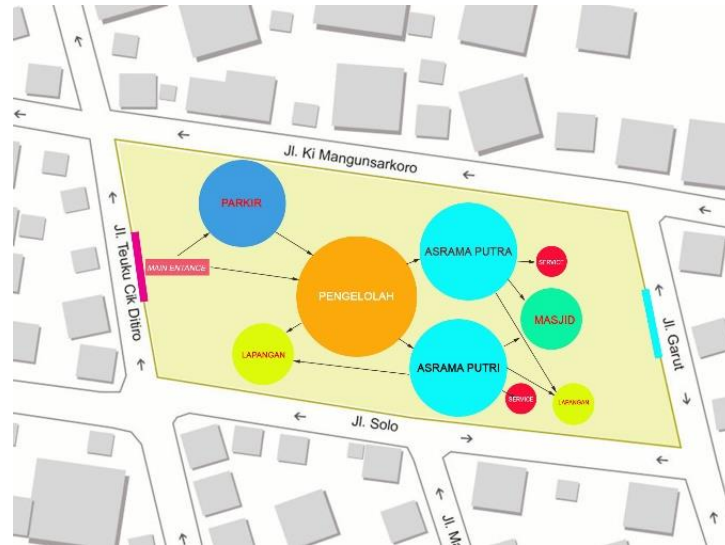 Jl. Ki Mangunsarkoro
PARKIR
Jl. Teuku Cik Ditiro
MAIN ENTANCE
ASRAMA PUTRA
SERVICE
PENGELOLAH
MASJID
LAPANGAN
ASRAMA PUTRI
Jl. Garut
SERVICE
LAPANGAN
Jl. Solo